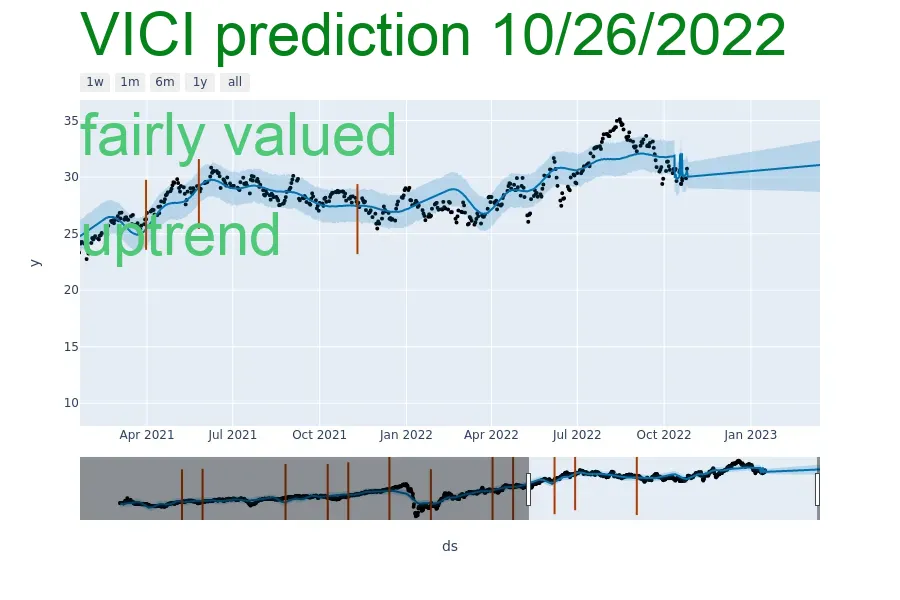 VICI prediction 10/26/2022
1w 1m 6m 1y all
fairly valued
uptrend
35
30
25
20
15
10
y
Apr 2021 Jul 2021 Oct 2021 Jan 2022 Apr 2022 Jul 2022 Oct 2022 Jan 2023
ds